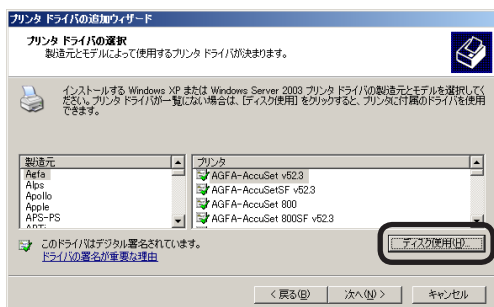 プリンタ ドライバの追加ウィザード
プリンタ ドライバの選択
製造元とモデルによって使用するプリンタ ドライバが決まります。
インストールする Windows XP または Windows Server 2003 プリンタ ドライバの製造元とモデルを選択してく
ださい。プリンタ ドライバが一覧にない場合は、[ディスク使用] をクリックすると、プリンタに付属のドライバを使用
できます。
製造元
Agfa
Alps
Apollo
Apple
APS-PS
プリンタ
AGFA-AccuSet v52.3
AGFA-AccuSetSF v52.3
AGFA-AccuSet 800
AGFA-AccuSet 800SF v52.3
このドライバはデジタル署名されています。
ドライバの署名が重要な理由
ディスク使用(H)...
< 戻る(B)
次へ(N) >
キャンセル